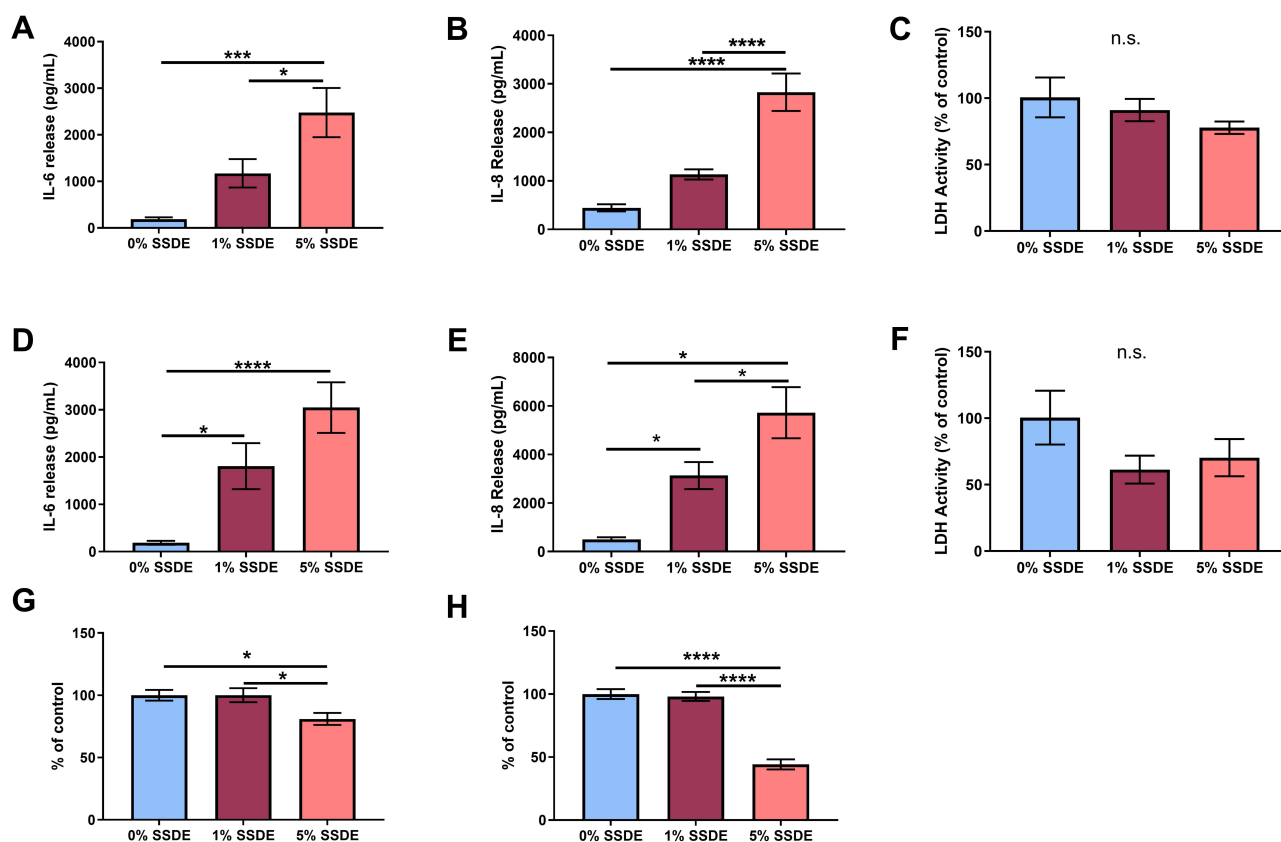 A
IL-6 release (pg/mL)
4000
3000
2000
1000
0
***
*
0% SSDE 1% SSDE 5% SSDE
B
IL-8 Release (pg/mL)
4000
3000
2000
1000
0
****
****
0% SSDE 1% SSDE 5% SSDE
C
LDH Activity (% of control)
150
100
50
0
n.s.
0% SSDE 1% SSDE 5% SSDE
D
IL-6 release (pg/mL)
4000
3000
2000
1000
0
****
*
0% SSDE 1% SSDE 5% SSDE
E
IL-8 Release (pg/mL)
8000
6000
4000
2000
0
*
*
*
0% SSDE 1% SSDE 5% SSDE
F
LDH Activity (% of control)
150
100
50
0
n.s.
0% SSDE 1% SSDE 5% SSDE
G
% of control
150
100
50
0
*
*
0% SSDE 1% SSDE 5% SSDE
H
% of control
150
100
50
0
****
****
0% SSDE 1% SSDE 5% SSDE